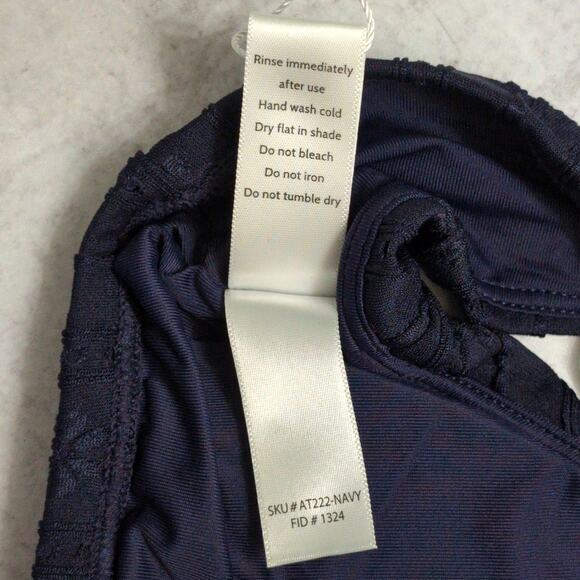 Rinse immediately
after use
Hand wash cold
Dry flat in shade
Do not bleach
Do not iron
Do not tumble dry
SKU # AT222-NAVY
FID # 1324